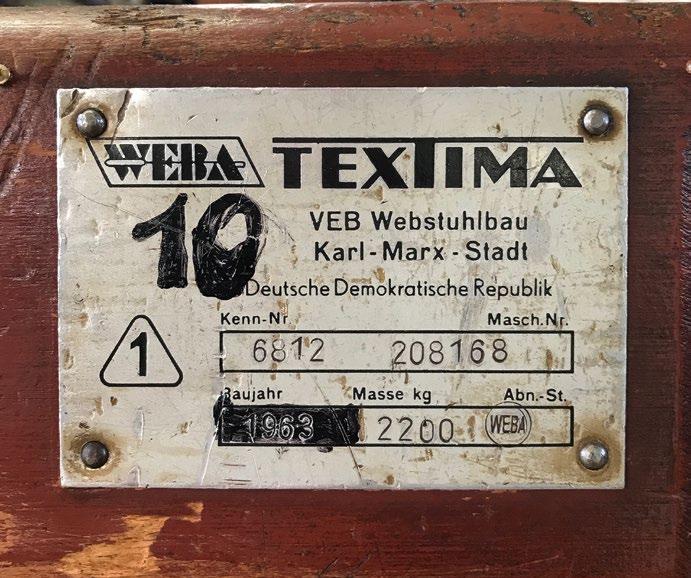 WEBA TEXTIMA
10
VEB Webstuhlbau
Karl-Marx-Stadt
Deutsche Demokratische Republik
Kenn-Nr. Masch.Nr.
6812 208168
1
Baujahr Masse kg Abn.-St.
1963 2200 WEBA